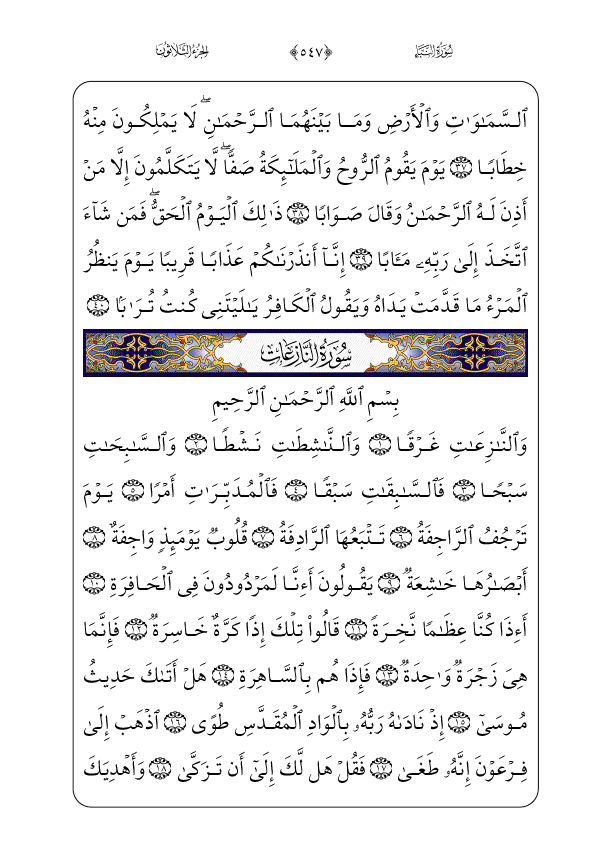 سُورَةُ النَّبَإِ ﴿٥٤٧﴾ الجُزْءُ الثَّلَاثُونَ
ٱلسَّمَٰوَٰتِ وَٱلۡأَرۡضِ وَمَا بَيۡنَهُمَا ٱلرَّحۡمَٰنِۖ لَا يَمۡلِكُونَ مِنۡهُ
خِطَابٗا ٣٧ يَوۡمَ يَقُومُ ٱلرُّوحُ وَٱلۡمَلَٰٓئِكَةُ صَفّٗاۖ لَّا يَتَكَلَّمُونَ إِلَّا مَنۡ
أَذِنَ لَهُ ٱلرَّحۡمَٰنُ وَقَالَ صَوَابٗا ٣٨ ذَٰلِكَ ٱلۡيَوۡمُ ٱلۡحَقُّۖ فَمَن شَآءَ
ٱتَّخَذَ إِلَىٰ رَبِّهِۦ مَـَٔابًا ٣٩ إِنَّآ أَنذَرۡنَٰكُمۡ عَذَابٗا قَرِيبٗا يَوۡمَ يَنظُرُ
ٱلۡمَرۡءُ مَا قَدَّمَتۡ يَدَاهُ وَيَقُولُ ٱلۡكَافِرُ يَٰلَيۡتَنِي كُنتُ تُرَٰبَۢا ٤٠
سُورَةُ النَّازِعَاتِ
بِسۡمِ ٱللَّهِ ٱلرَّحۡمَٰنِ ٱلرَّحِيمِ
وَٱلنَّٰزِعَٰتِ غَرۡقٗا ١ وَٱلنَّٰشِطَٰتِ نَشۡطٗا ٢ وَٱلسَّٰبِحَٰتِ
سَبۡحٗا ٣ فَٱلسَّٰبِقَٰتِ سَبۡقٗا ٤ فَٱلۡمُدَبِّرَٰتِ أَمۡرٗا ٥ يَوۡمَ
تَرۡجُفُ ٱلرَّاجِفَةُ ٦ تَتۡبَعُهَا ٱلرَّادِفَةُ ٧ قُلُوبٞ يَوۡمَئِذٖ وَاجِفَةٌ ٨
أَبۡصَٰرُهَا خَٰشِعَةٞ ٩ يَقُولُونَ أَءِنَّا لَمَرۡدُودُونَ فِي ٱلۡحَافِرَةِ ١٠
أَءِذَا كُنَّا عِظَٰمٗا نَّخِرَةٗ ١١ قَالُواْ تِلۡكَ إِذٗا كَرَّةٌ خَاسِرَةٞ ١٢ فَإِنَّمَا
هِيَ زَجۡرَةٞ وَٰحِدَةٞ ١٣ فَإِذَا هُم بِٱلسَّاهِرَةِ ١٤ هَلۡ أَتَىٰكَ حَدِيثُ
مُوسَىٰٓ ١٥ إِذۡ نَادَىٰهُ رَبُّهُۥ بِٱلۡوَادِ ٱلۡمُقَدَّسِ طُوًى ١٦ ٱذۡهَبۡ إِلَىٰ
فِرۡعَوۡنَ إِنَّهُۥ طَغَىٰ ١٧ فَقُلۡ هَل لَّكَ إِلَىٰٓ أَن تَزَكَّىٰ ١٨ وَأَهۡدِيَكَ